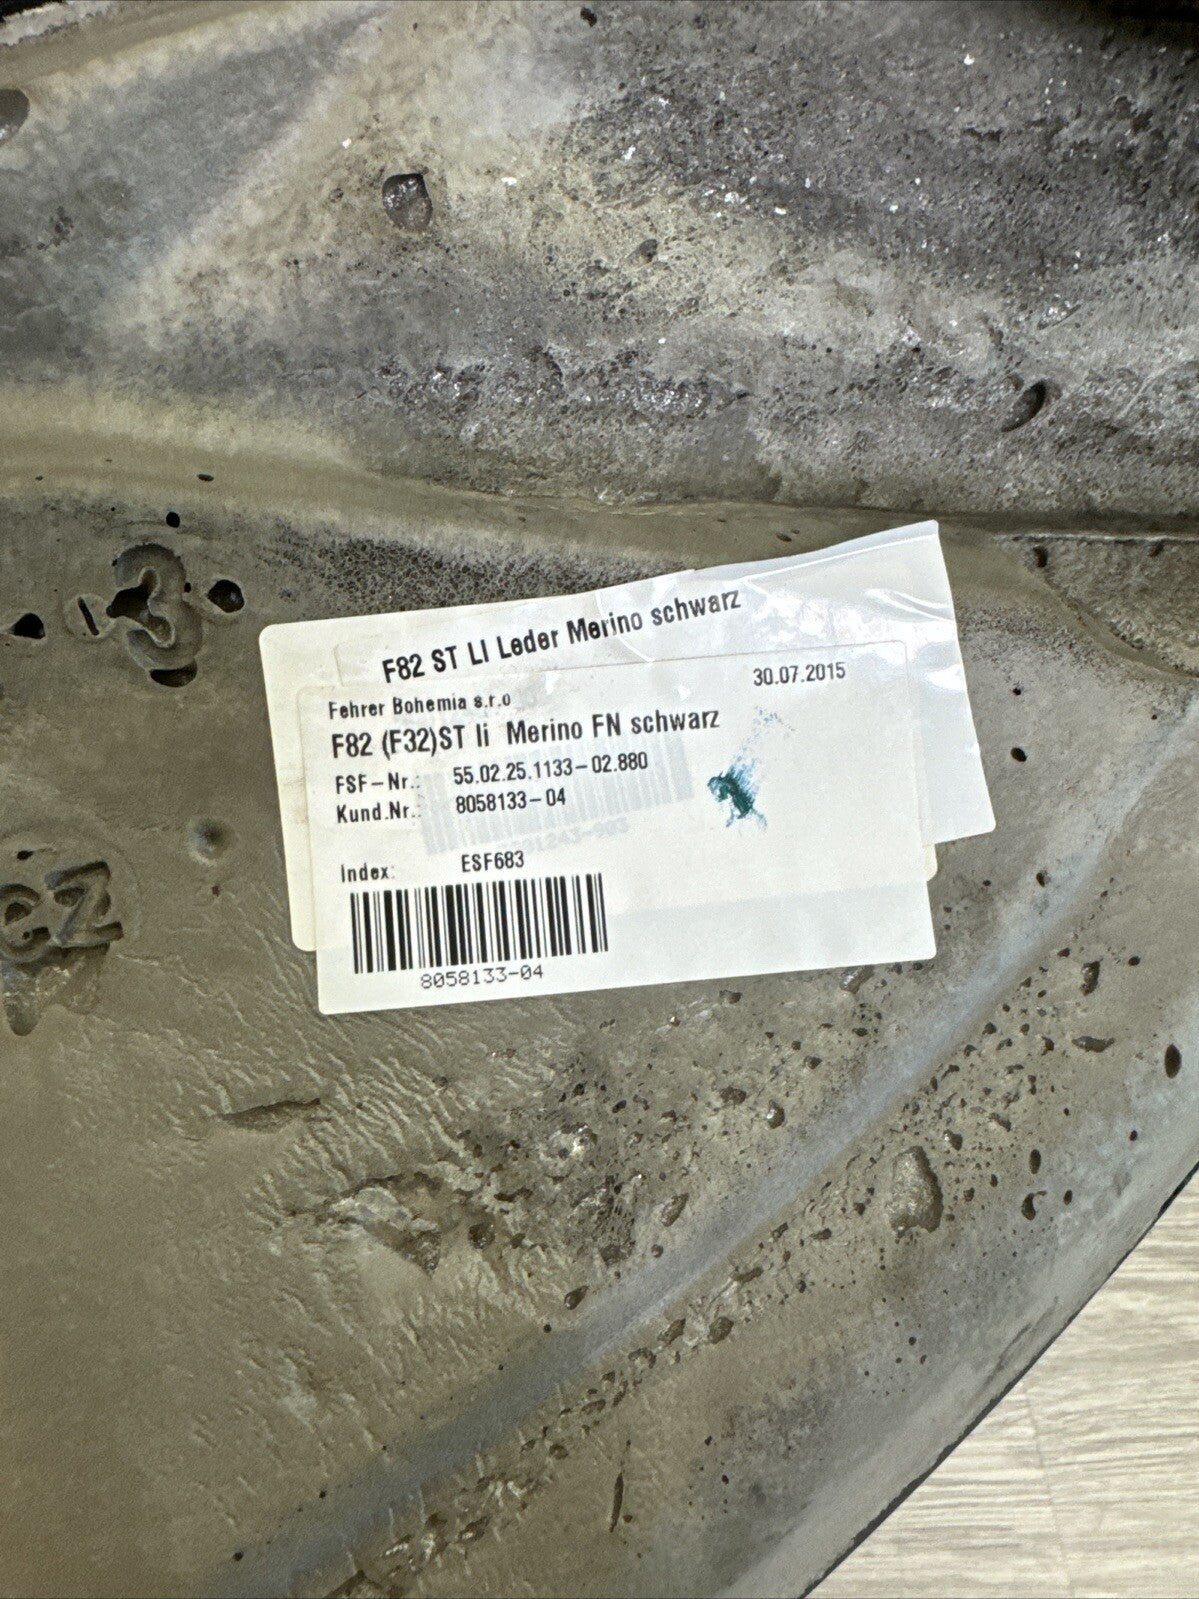 F82 ST LI Leder Merino schwarz
30.07.2015
Fehrer Bohemia s.r.o
F82 (F32)ST li Merino FN schwarz
FSF-Nr.: 55.02.25.1133-02.880
Kund.Nr.: 8058133-04
Index: ESF683
8058133-04
13
CZ